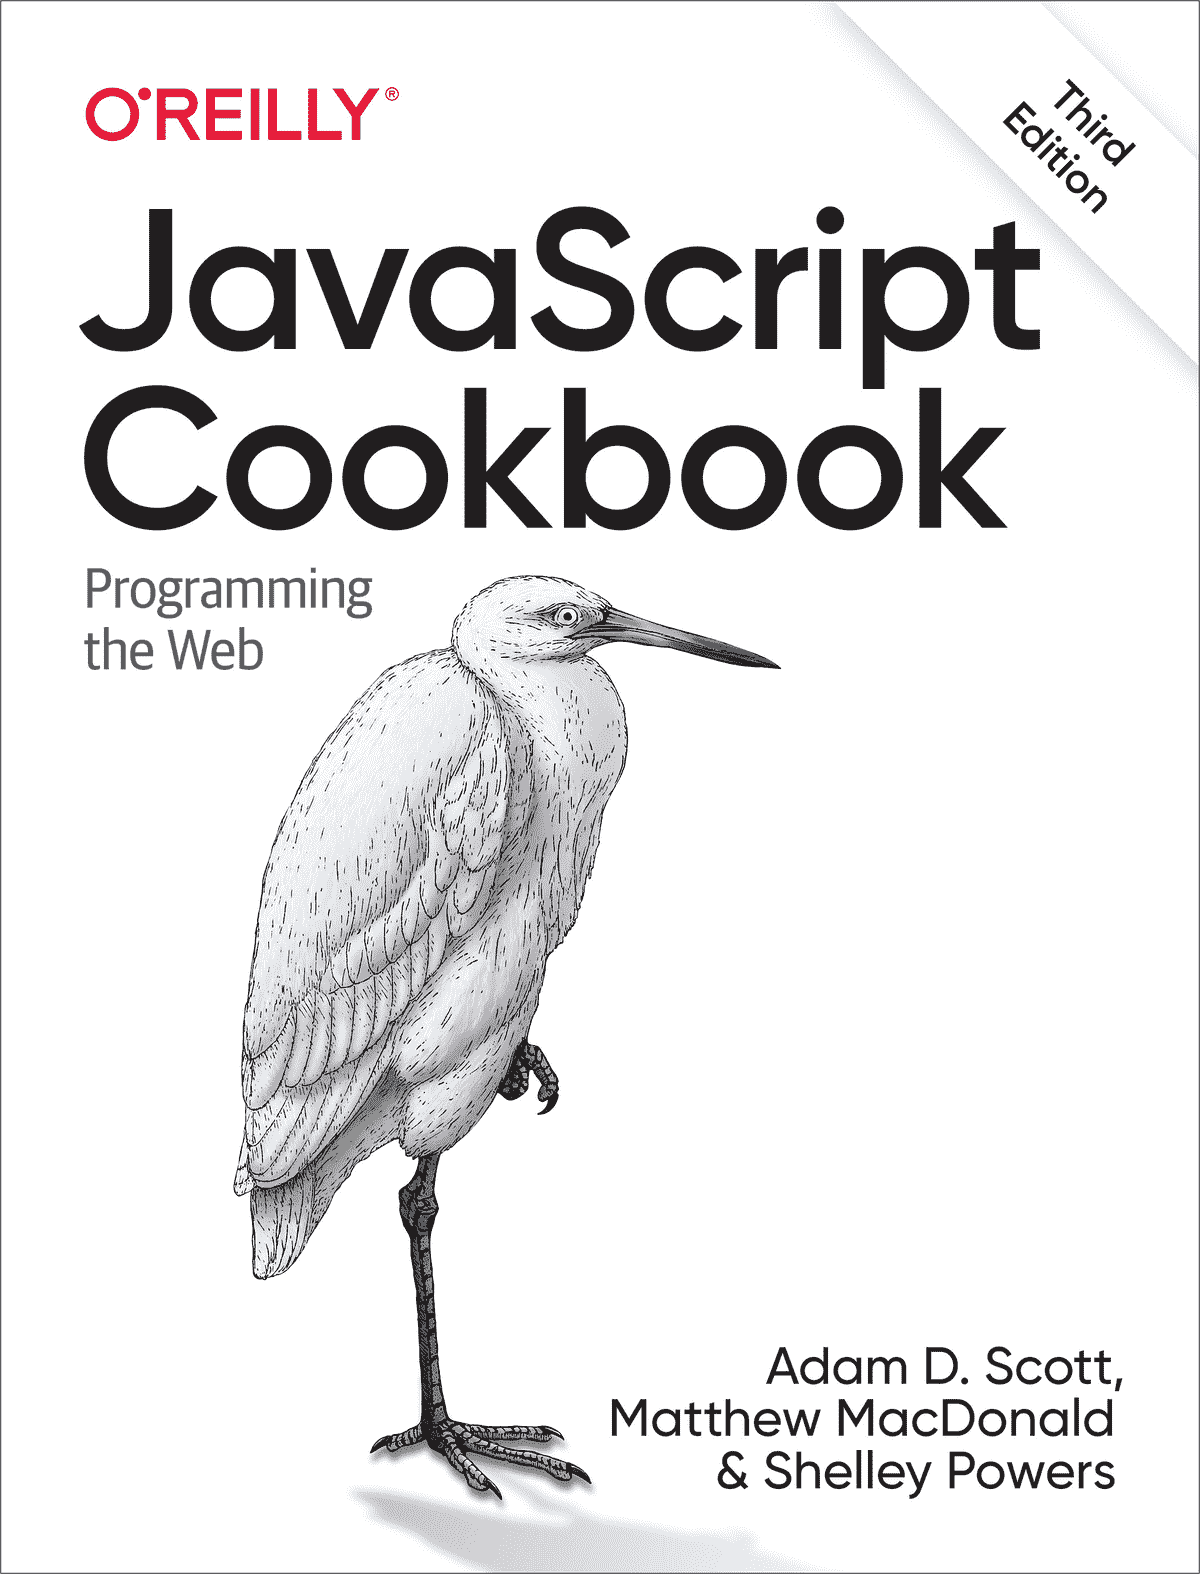 O'REILLY®
Third
Edition
JavaScript
Cookbook
Programming
the Web
Adam D. Scott,
Matthew MacDonald
& Shelley Powers